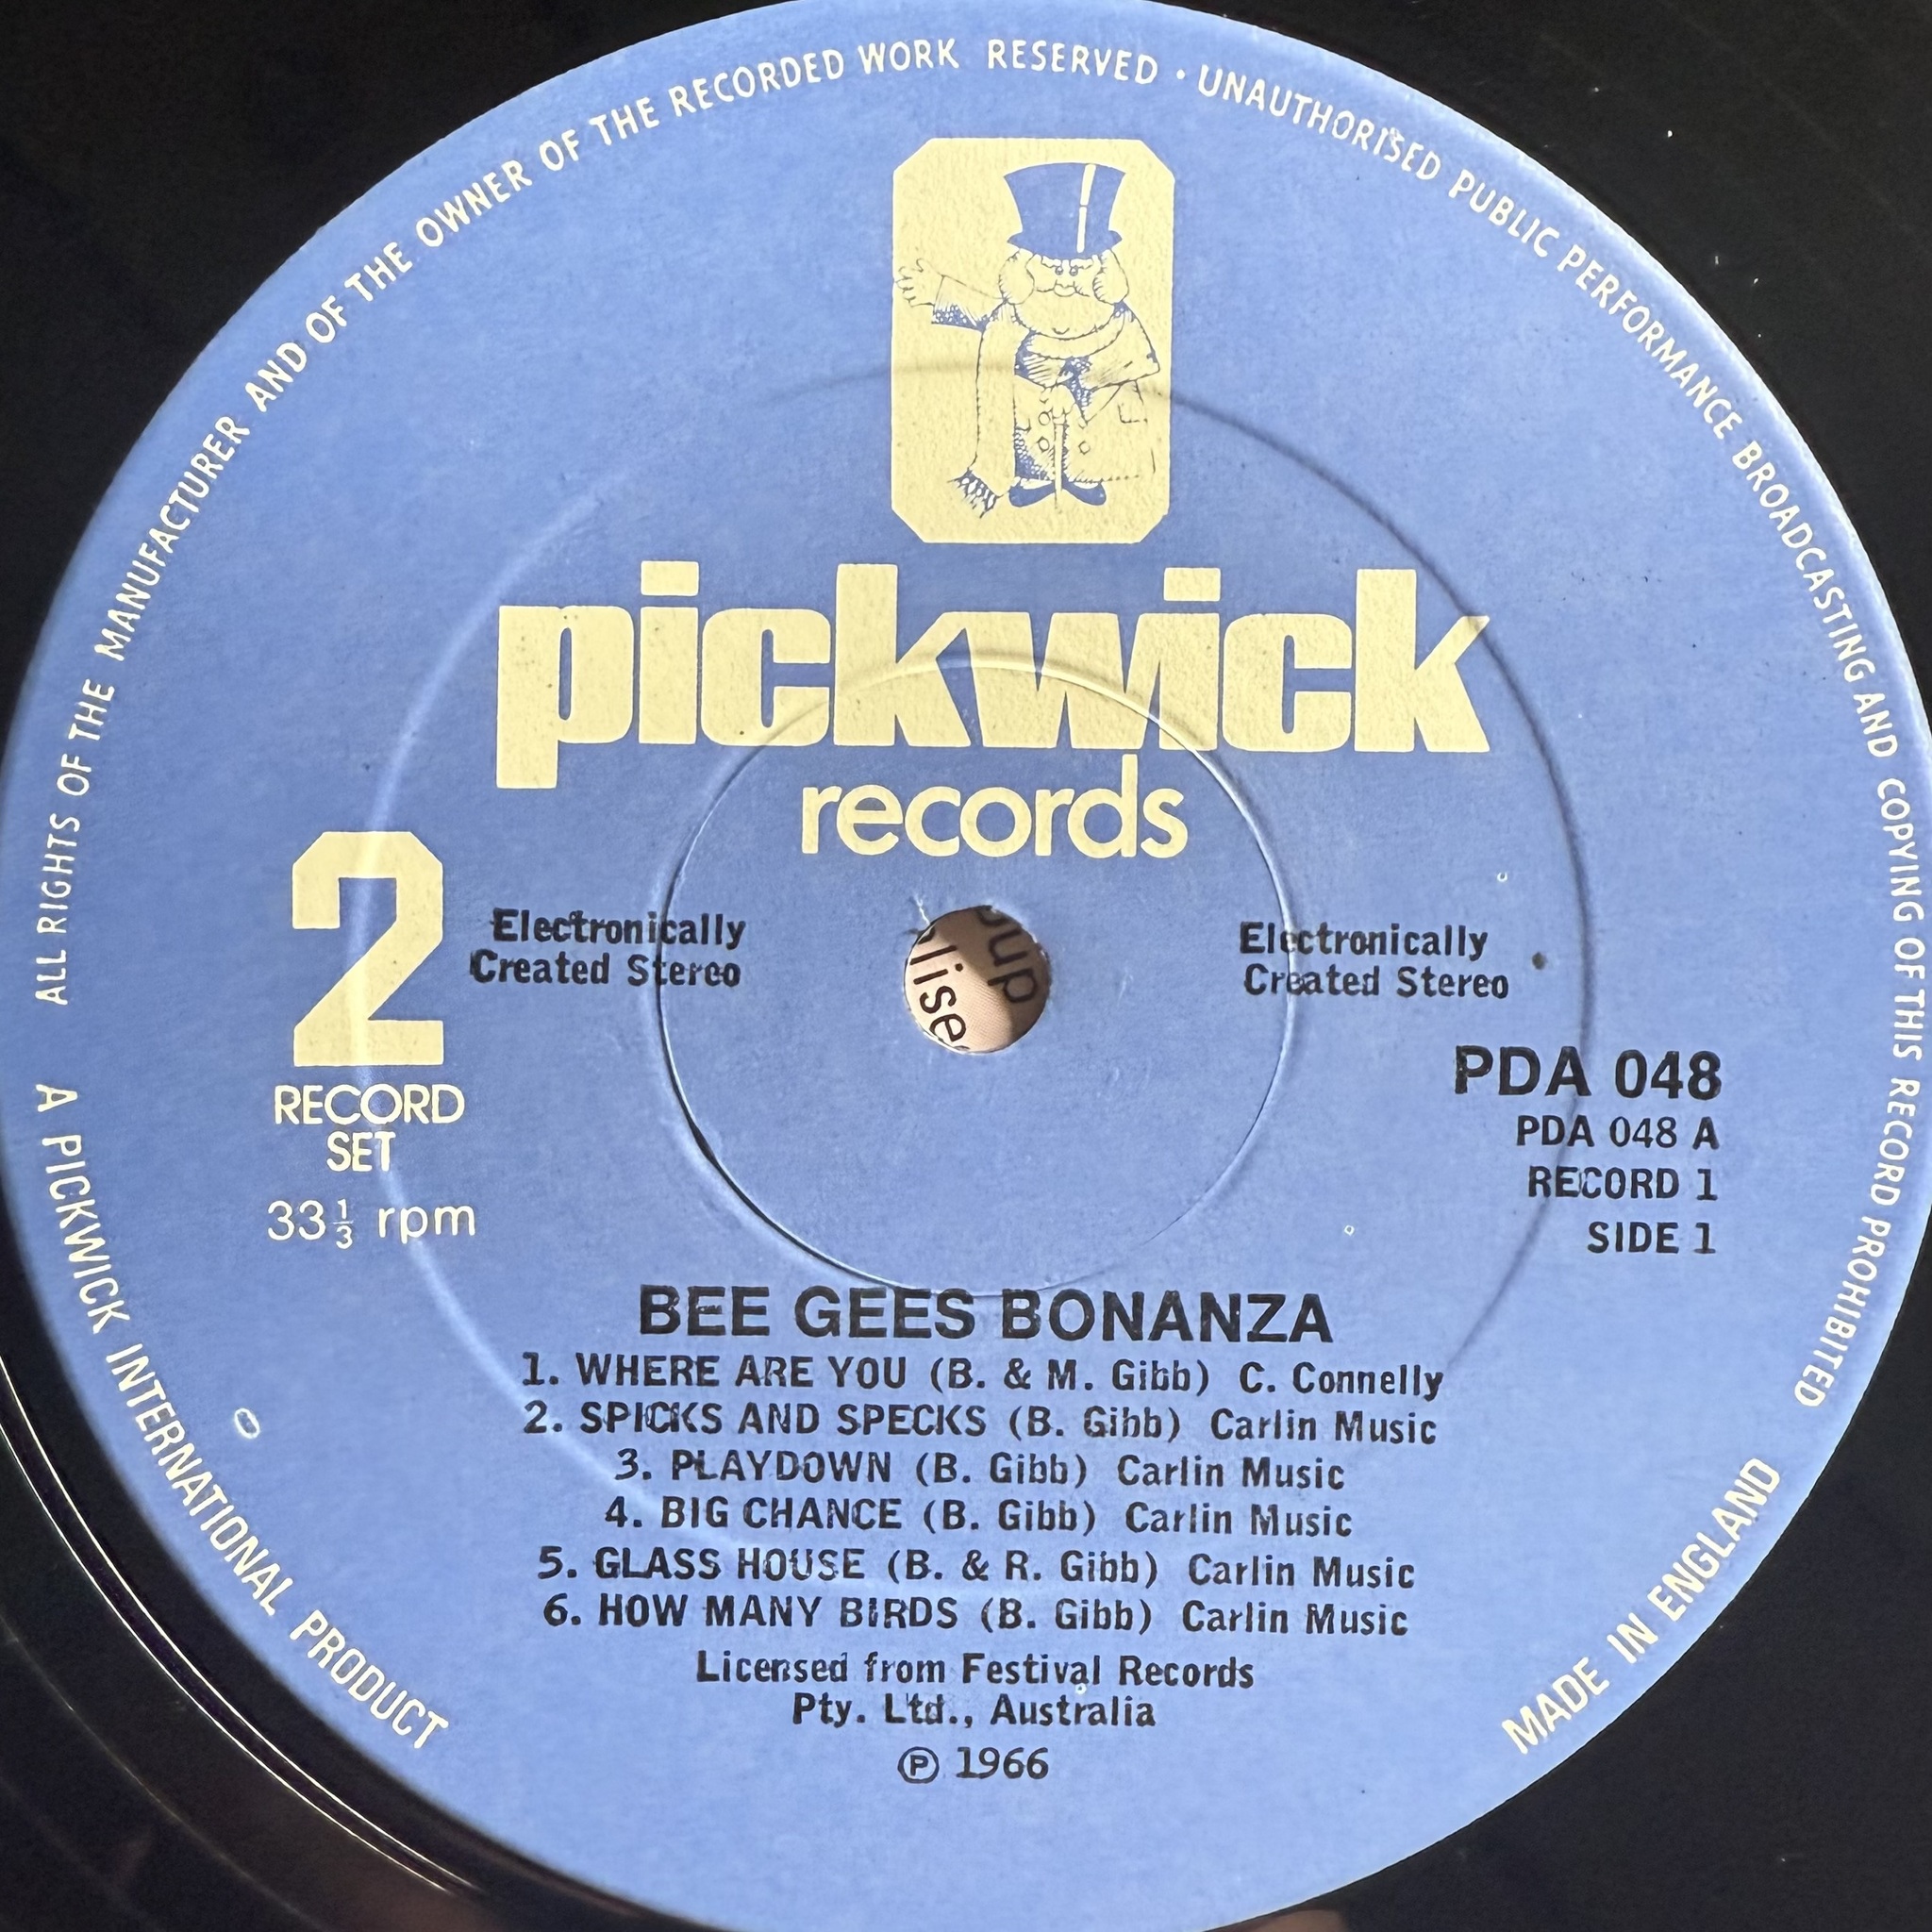 ALL RIGHTS OF THE MANUFACTURER AND OF THE OWNER OF THE RECORDED WORK RESERVED • UNAUTHORISED PUBLIC PERFORMANCE BROADCASTING AND COPYING OF THIS RECORD PROHIBITED
pickwick
records
2
RECORD
SET
33⅓ rpm
Electronically
Created Stereo
Electronically
Created Stereo
lise
oup
PDA 048
PDA 048 A
RECORD 1
SIDE 1
BEE GEES BONANZA
1. WHERE ARE YOU (B. & M. Gibb) C. Connelly
2. SPICKS AND SPECKS (B. Gibb) Carlin Music
3. PLAYDOWN (B. Gibb) Carlin Music
4. BIG CHANCE (B. Gibb) Carlin Music
5. GLASS HOUSE (B. & R. Gibb) Carlin Music
6. HOW MANY BIRDS (B. Gibb) Carlin Music
Licensed from Festival Records
Pty. Ltd., Australia
℗ 1966
A PICKWICK INTERNATIONAL PRODUCT
MADE IN ENGLAND